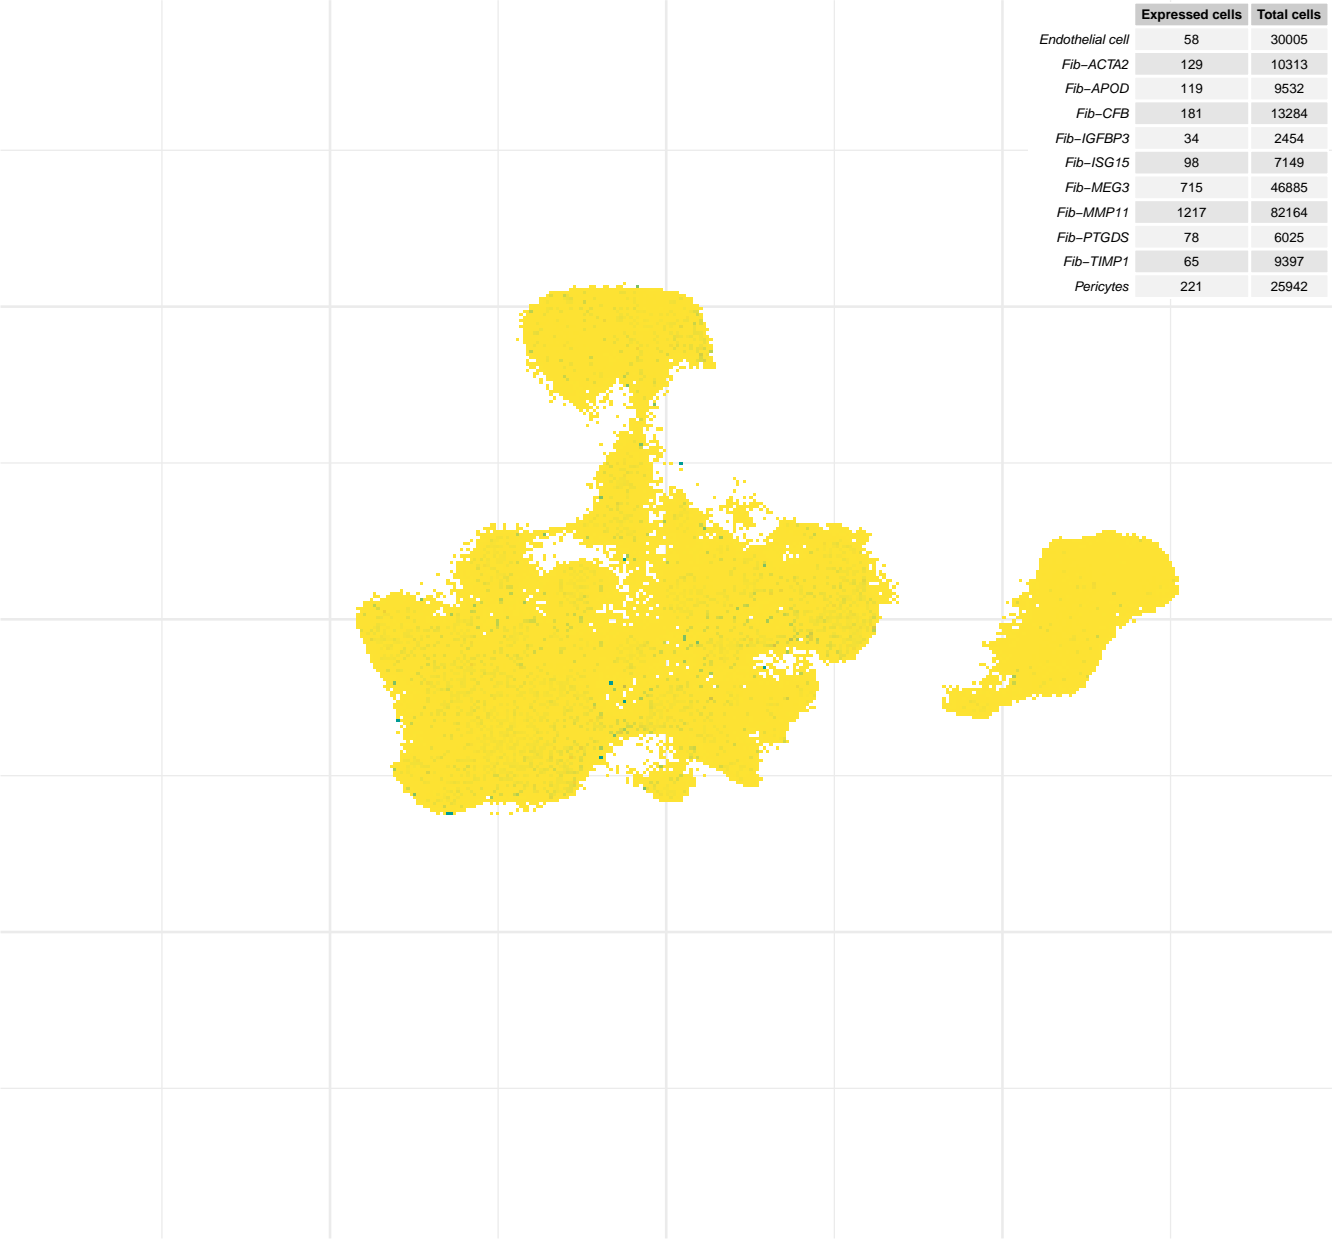 Expressed cells Total cells
Endothelial cell 58 30005
Fib−ACTA2 129 10313
Fib−APOD 119 9532
Fib−CFB 181 13284
Fib−IGFBP3 34 2454
Fib−ISG15 98 7149
Fib−MEG3 715 46885
Fib−MMP11 1217 82164
Fib−PTGDS 78 6025
Fib−TIMP1 65 9397
Pericytes 221 25942